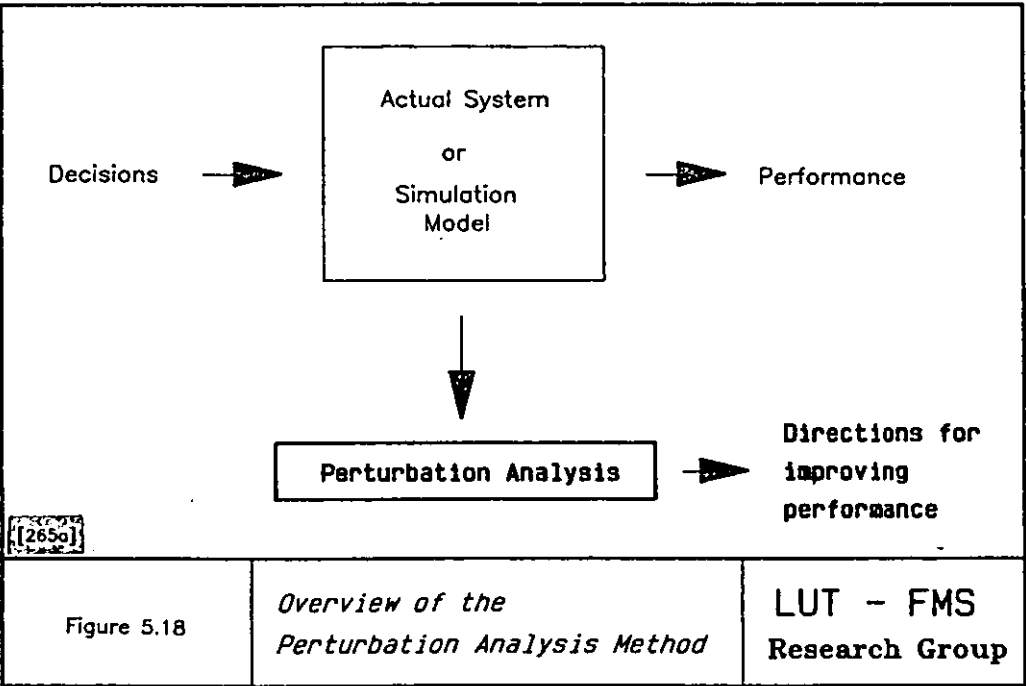 Actual System
or
Simulation
Model
Decisions
Performance
Perturbation Analysis
Directions for
improving
performance
[265a]
Figure 5.18
Overview of the
Perturbation Analysis Method
LUT - FMS
Research Group